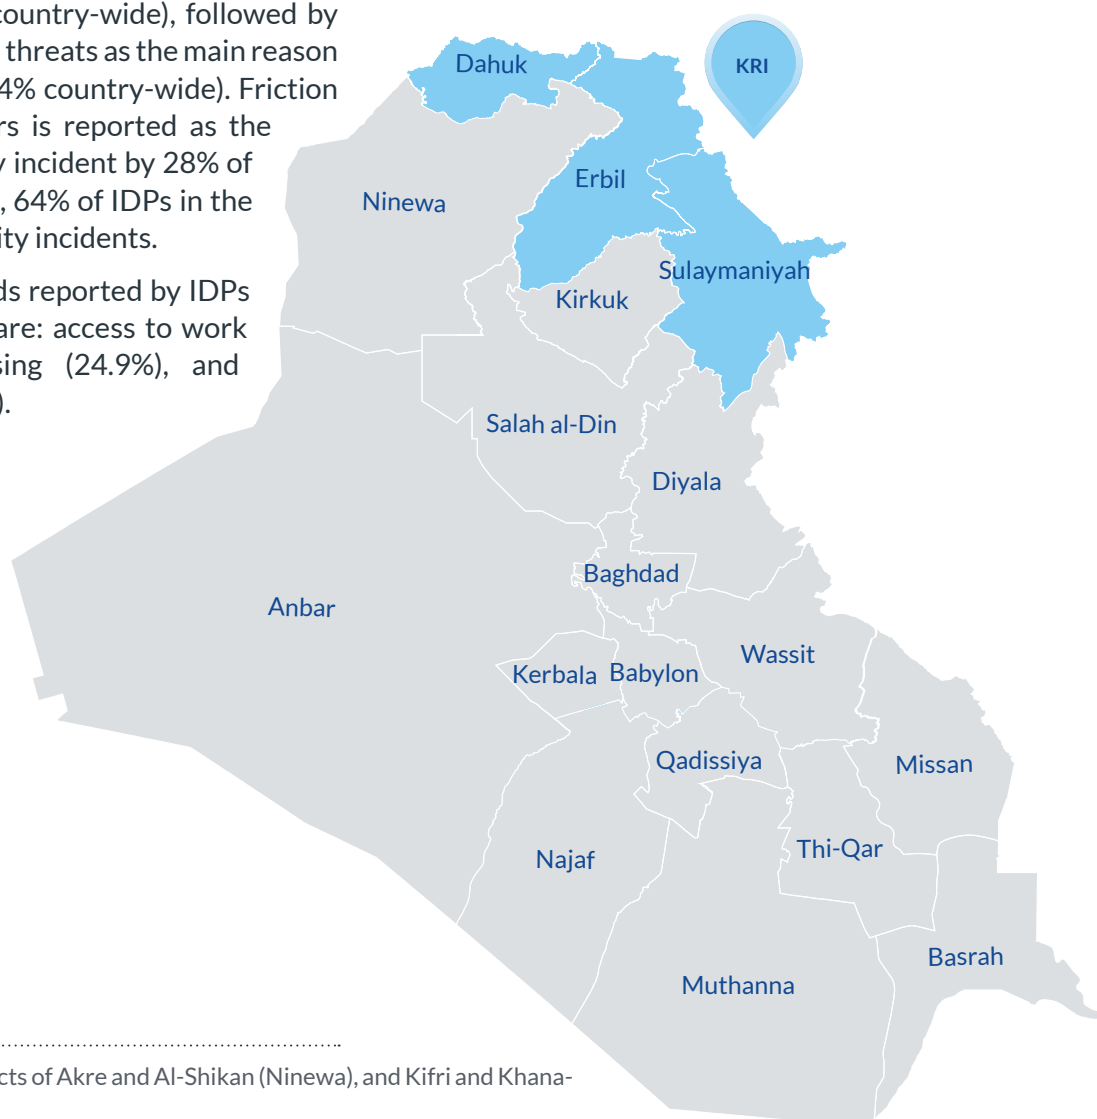 country-wide), followed by
threats as the main reason
4% country-wide). Friction
rs is reported as the
y incident by 28% of
, 64% of IDPs in the
ity incidents.
ds reported by IDPs
are: access to work
sing (24.9%), and
).
KRI
Dahuk
Erbil
Ninewa
Sulaymaniyah
Kirkuk
Salah al-Din
Diyala
Baghdad
Anbar
Wassit
Kerbala
Babylon
Qadissiya
Missan
Thi-Qar
Najaf
Basrah
Muthanna
cts of Akre and Al-Shikan (Ninewa), and Kifri and Khana-